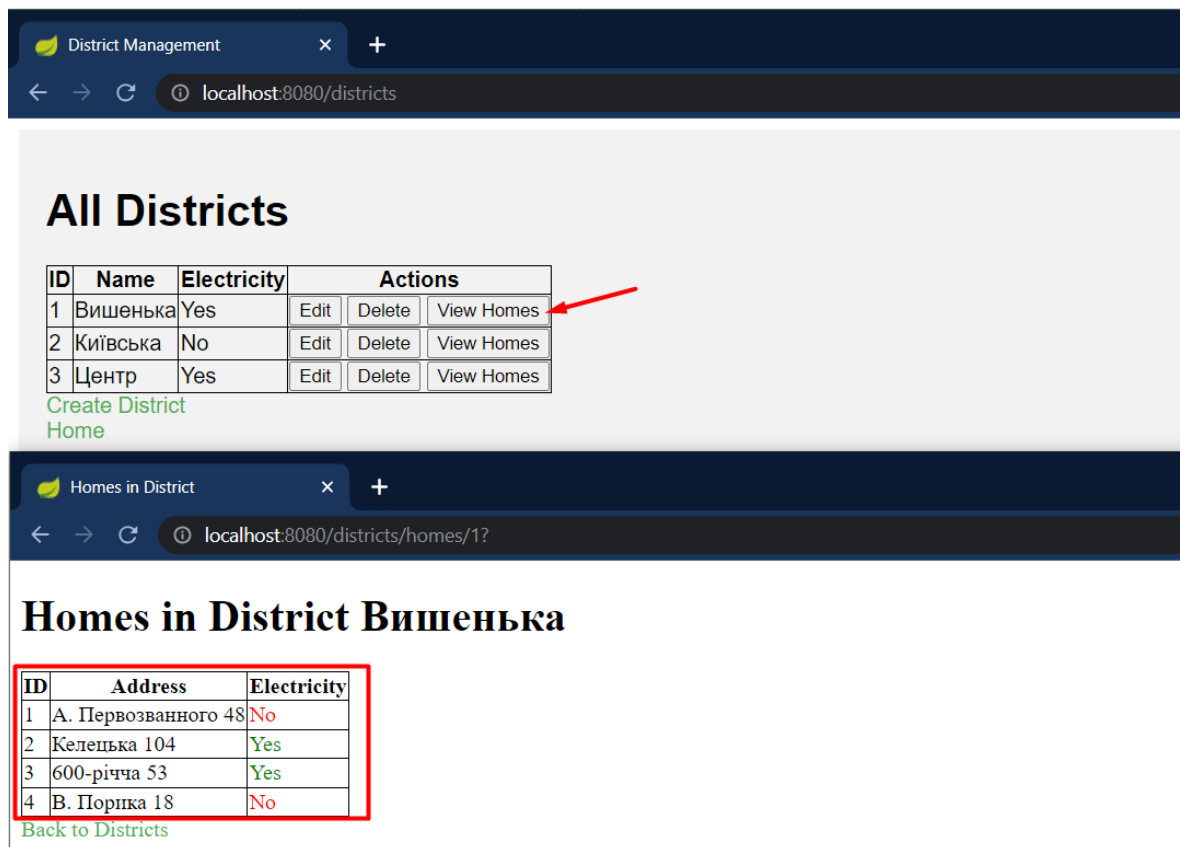 District Management
localhost:8080/districts
All Districts
ID Name Electricity Actions
1 Вишенька Yes Edit Delete View Homes
2 Київська No Edit Delete View Homes
3 Центр Yes Edit Delete View Homes
Create District
Home
Homes in District
localhost:8080/districts/homes/1?
Homes in District Вишенька
ID Address Electricity
1 А. Первозванного 48 No
2 Келецька 104 Yes
3 600-річча 53 Yes
4 В. Порика 18 No
Back to Districts